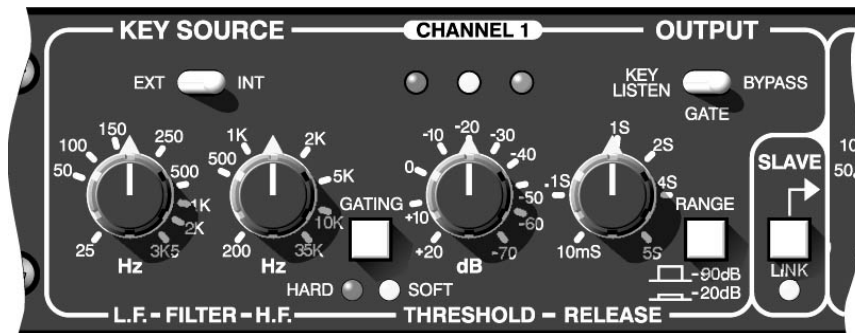 KEY SOURCE
CHANNEL 1
OUTPUT
EXT INT
KEY LISTEN
BYPASS
GATE
25 50 100 150 250 500 1K 2K 3K5
Hz
200 500 1K 2K 5K 10K 35K
Hz
GATING
HARD SOFT
+20 +10 0 -10 -20 -30 -40 -50 -60 -70
dB
10mS .1S 1S 2S 4S 5S
RANGE
-90dB
-20dB
SLAVE
LINK
L.F. - FILTER - H.F.
THRESHOLD - RELEASE
10
50